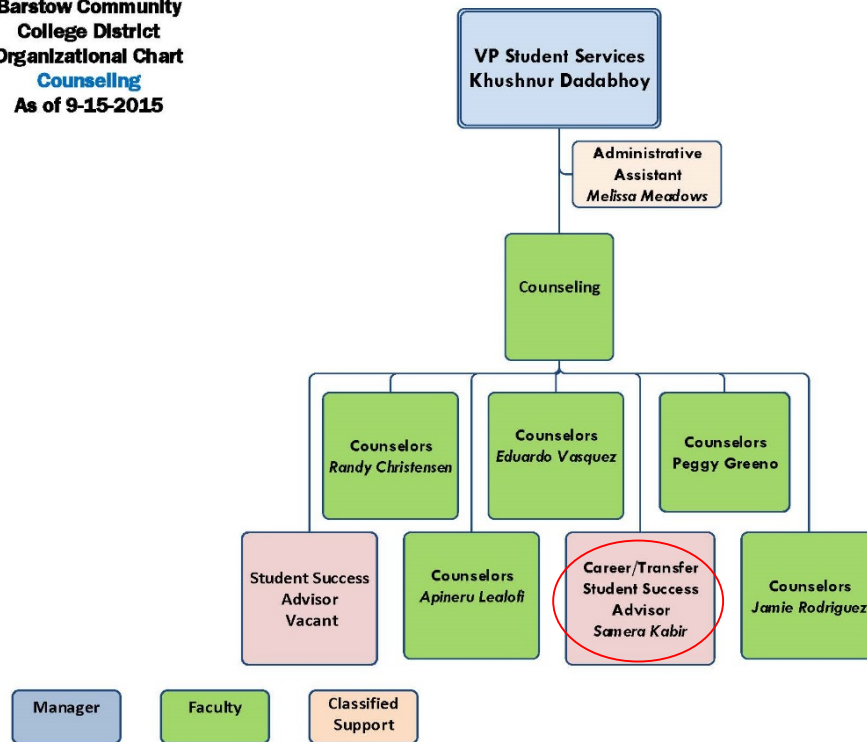 Barstow Community
College District
Organizational Chart
Counseling
As of 9-15-2015
VP Student Services
Khushnur Dadabhoy
Administrative
Assistant
Melissa Meadows
Counseling
Counselors
Randy Christensen
Counselors
Eduardo Vasquez
Counselors
Peggy Greeno
Student Success
Advisor
Vacant
Counselors
Apineru Lealofi
Career/Transfer
Student Success
Advisor
Samera Kabir
Counselors
Jamie Rodriguez
Manager
Faculty
Classified
Support